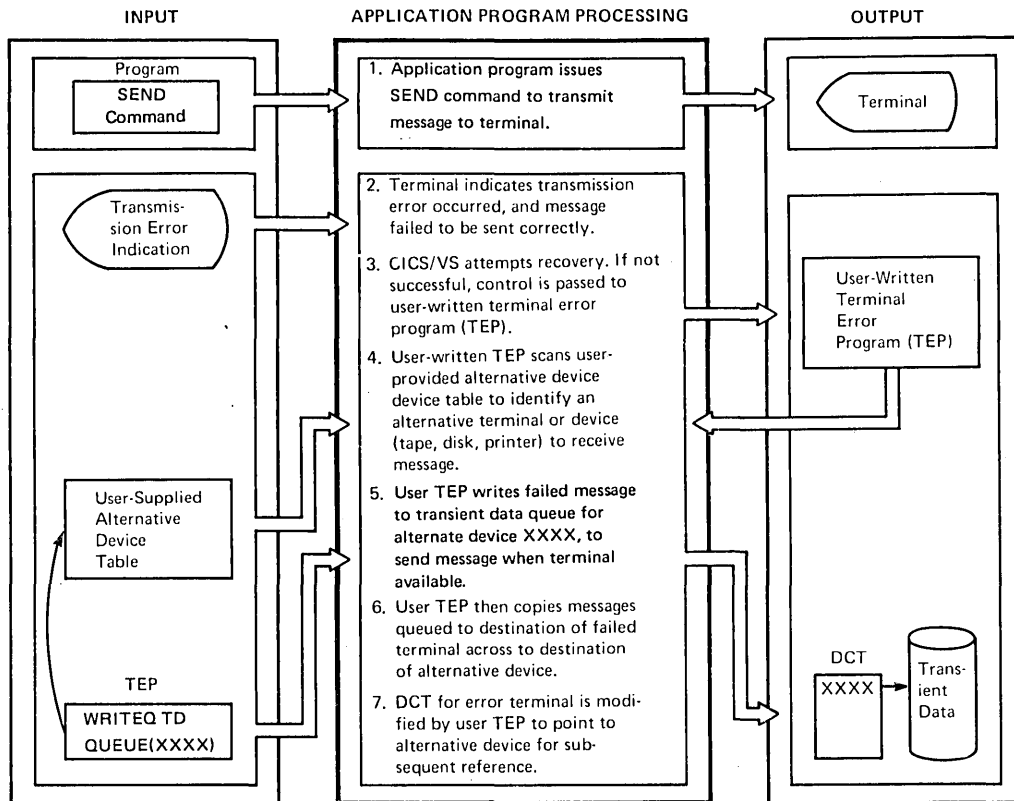 INPUT
APPLICATION PROGRAM PROCESSING
OUTPUT
Program
SEND
Command
1. Application program issues
SEND command to transmit
message to terminal.
Terminal
Transmis-
sion Error
Indication
2. Terminal indicates transmission
error occurred, and message
failed to be sent correctly.
3. CICS/VS attempts recovery. If not
successful, control is passed to
user-written terminal error
program (TEP).
User-Written
Terminal
Error
Program (TEP)
4. User-written TEP scans user-
provided alternative device
device table to identify an
alternative terminal or device
(tape, disk, printer) to receive
message.
User-Supplied
Alternative
Device
Table
5. User TEP writes failed message
to transient data queue for
alternate device XXXX, to
send message when terminal
available.
6. User TEP then copies messages
queued to destination of failed
terminal across to destination
of alternative device.
TEP
WRITEQ TD
QUEUE(XXXX)
7. DCT for error terminal is modi-
fied by user TEP to point to
alternative device for sub-
sequent reference.
DCT
XXXX
Trans-
ient
Data